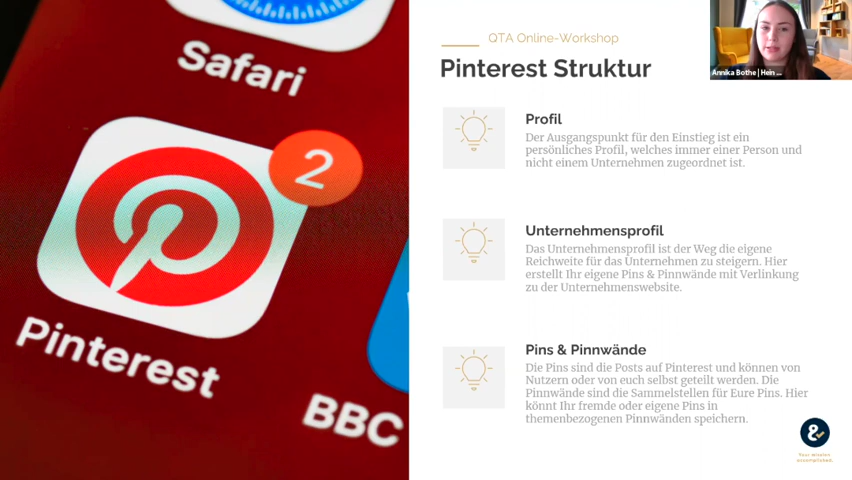 Safari
2
Pinterest
BBC
QTA Online-Workshop
Pinterest Struktur
Annika Bothe | Hein ...
Profil
Der Ausgangspunkt für den Einstieg ist ein
persönliches Profil, welches immer einer Person und
nicht einem Unternehmen zugeordnet ist.
Unternehmensprofil
Das Unternehmensprofil ist der Weg die eigene
Reichweite für das Unternehmen zu steigern. Hier
erstellt Ihr eigene Pins & Pinnwände mit Verlinkung
zu der Unternehmenswebsite.
Pins & Pinnwände
Die Pins sind die Posts auf Pinterest und können von
Nutzern oder von euch selbst geteilt werden. Die
Pinnwände sind die Sammelstellen für Eure Pins. Hier
könnt Ihr fremde oder eigene Pins in
themenbezogenen Pinnwänden speichern.
&
Your mission
accomplished.